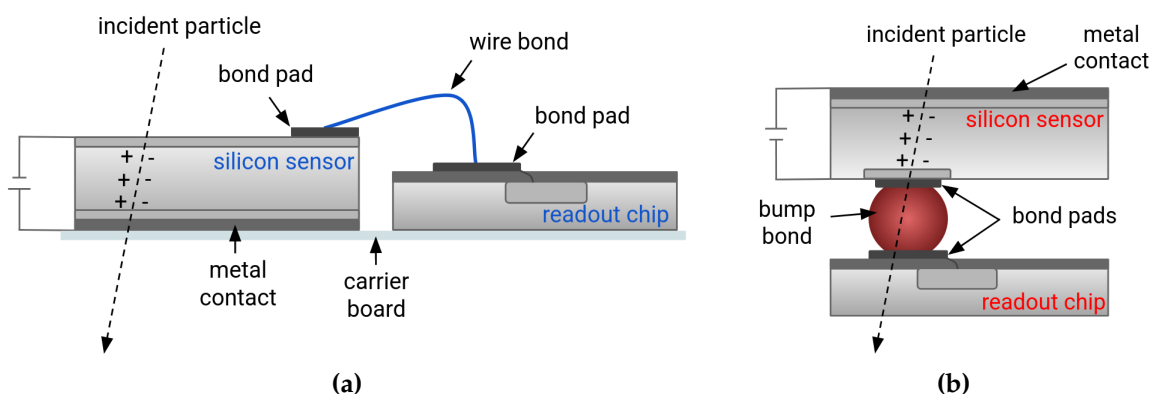 incident particle
bond pad
wire bond
bond pad
+ -
+ -
+ -
silicon sensor
readout chip
metal
contact
carrier
board
(a)
incident particle
metal
contact
+ -
+ -
+ -
silicon sensor
bump
bond
bond pads
readout chip
(b)